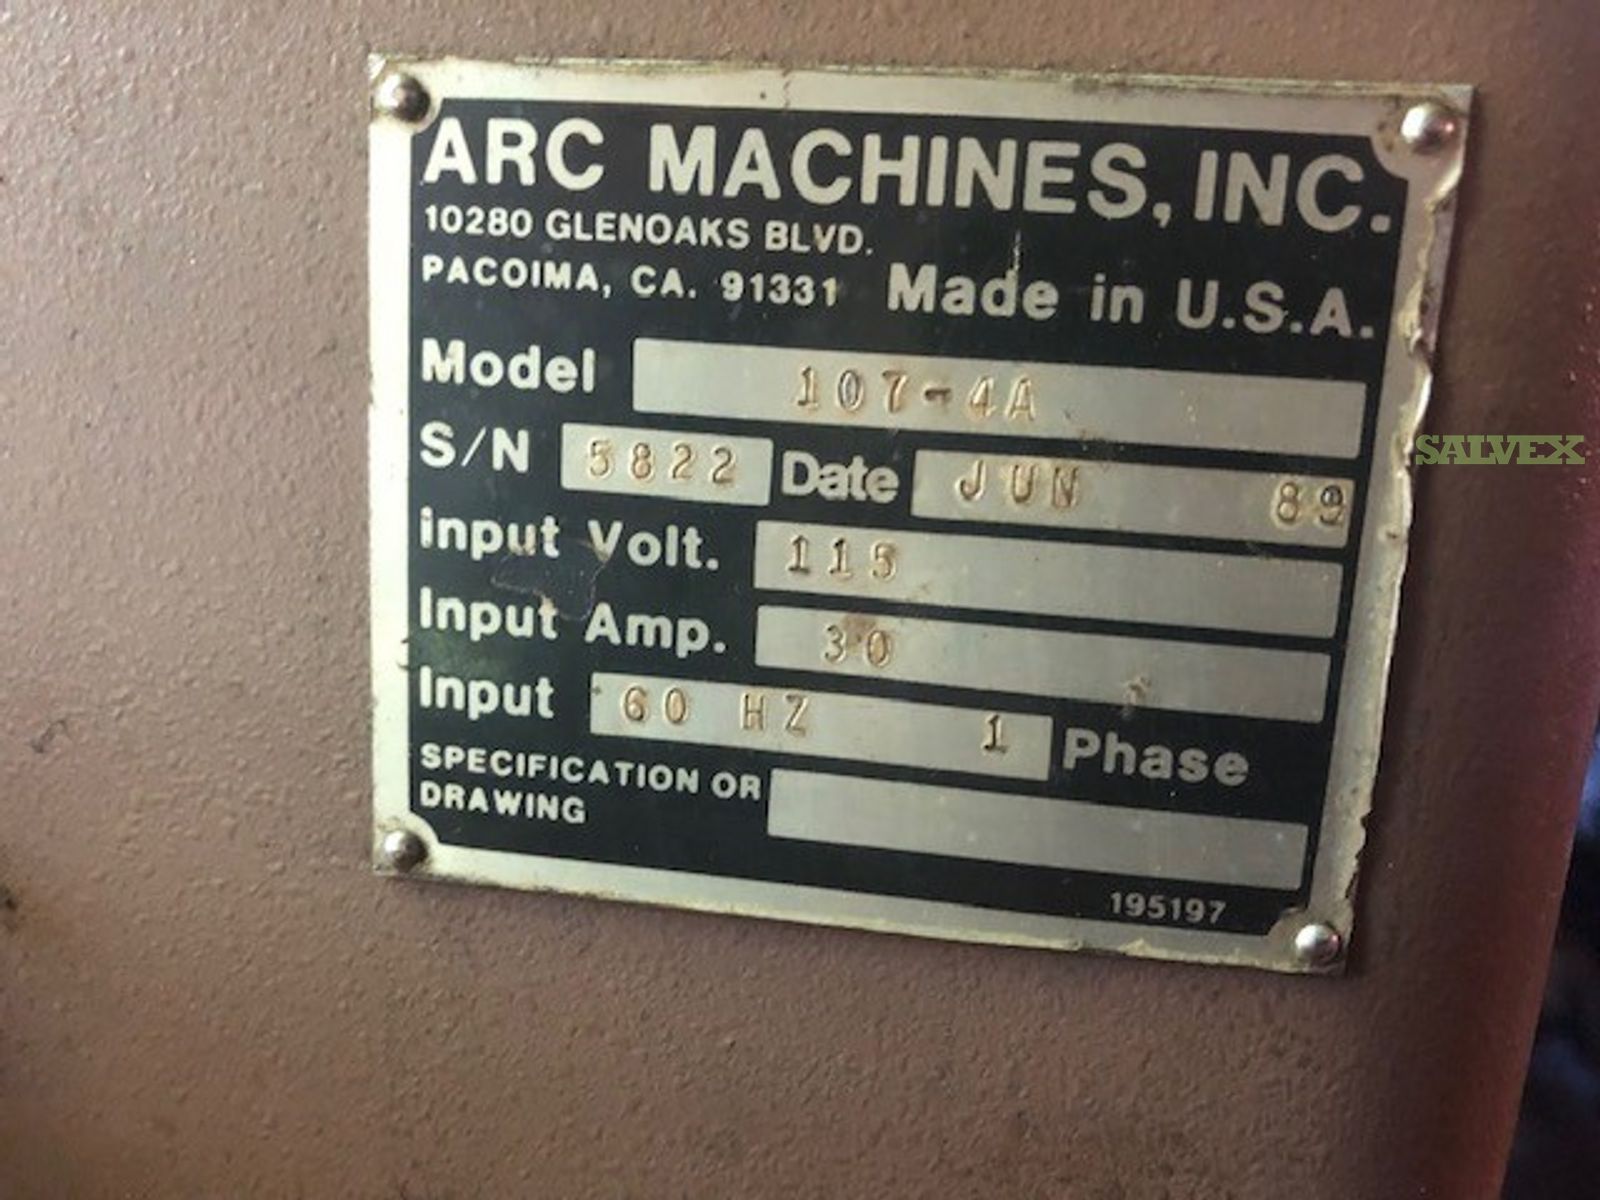 ARC MACHINES, INC.
10280 GLENOAKS BLVD.
PACOIMA, CA. 91331 Made in U.S.A.
Model 107-4A
S/N 5822 Date JUN 89
Input Volt. 115
Input Amp. 30
Input 60 HZ 1 Phase
SPECIFICATION OR
DRAWING
195197
SALVEX